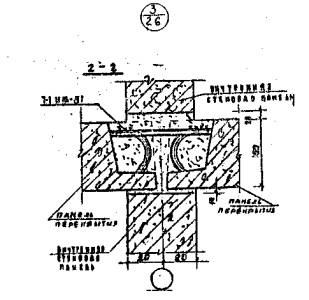 3
26
2-2
ВНУТРЕННЯЯ
СТЕНОВАЯ ПАНЕЛЬ
ПАНЕЛЬ
ПЕРЕКРЫТИЯ
ПАНЕЛЬ
ПЕРЕКРЫТИЯ
ВНУТРЕННЯЯ
СТЕНОВАЯ
ПАНЕЛЬ
80 80